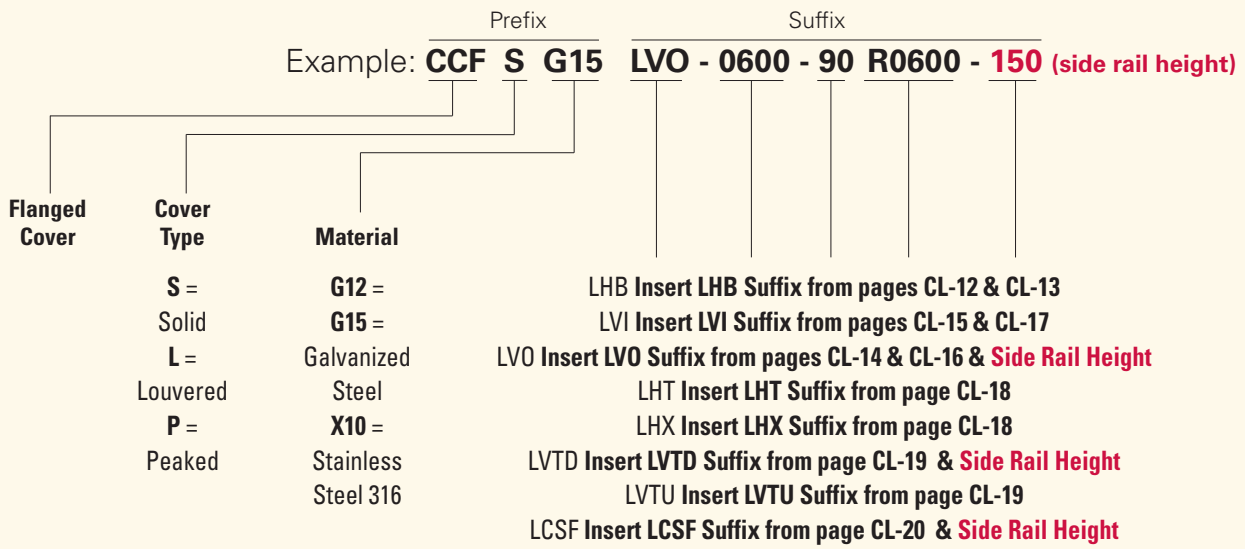 Prefix Suffix
Example: CCF S G15 LVO - 0600 - 90 R0600 - 150 (side rail height)
Flanged
Cover
Cover
Type
Material
S =
Solid
L =
Louvered
P =
Peaked
G12 =
G15 =
Galvanized
Steel
X10 =
Stainless
Steel 316
LHB Insert LHB Suffix from pages CL-12 & CL-13
LVI Insert LVI Suffix from pages CL-15 & CL-17
LVO Insert LVO Suffix from pages CL-14 & CL-16 & Side Rail Height
LHT Insert LHT Suffix from page CL-18
LHX Insert LHX Suffix from page CL-18
LVTD Insert LVTD Suffix from page CL-19 & Side Rail Height
LVTU Insert LVTU Suffix from page CL-19
LCSF Insert LCSF Suffix from page CL-20 & Side Rail Height